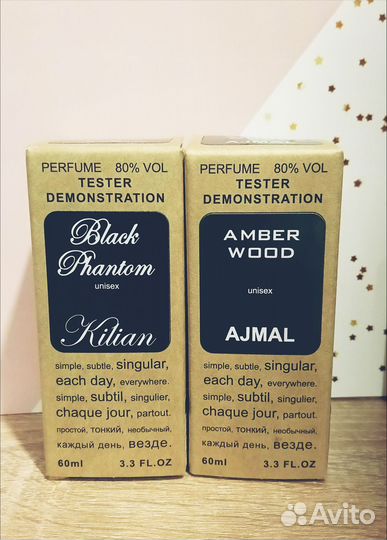 PERFUME 80% VOL
TESTER
DEMONSTRATION
Black
Phantom
unisex
Kilian
simple, subtle, singular,
each day, everywhere.
simple, subtil, singulier,
chaque jour, partout.
простой, тонкий, необычный,
каждый день, везде.
60ml 3.3 FL.OZ
PERFUME 80% VOL
TESTER
DEMONSTRATION
AMBER
WOOD
unisex
AJMAL
simple, subtle, singular,
each day, everywhere.
simple, subtil, singulier,
chaque jour, partout.
простой, тонкий, необычный,
каждый день, везде.
60ml 3.3 FL.OZ
Avito